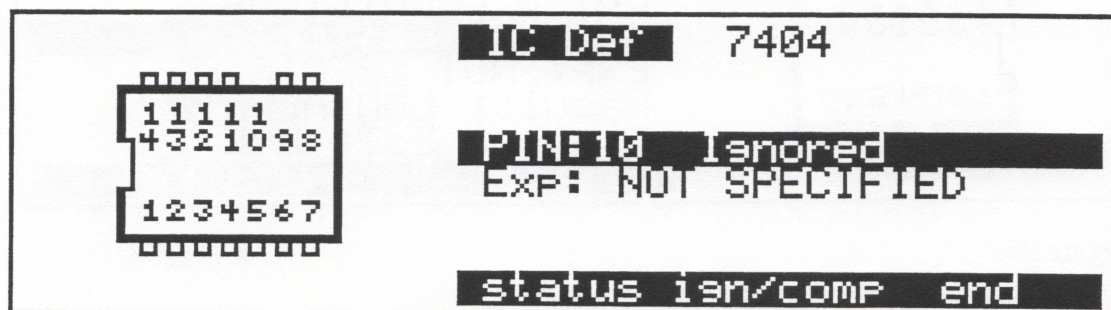 IC Def 7404
11111
4321098
PIN:10 Ignored
1234567
Exp: NOT SPECIFIED
status ign/comp end